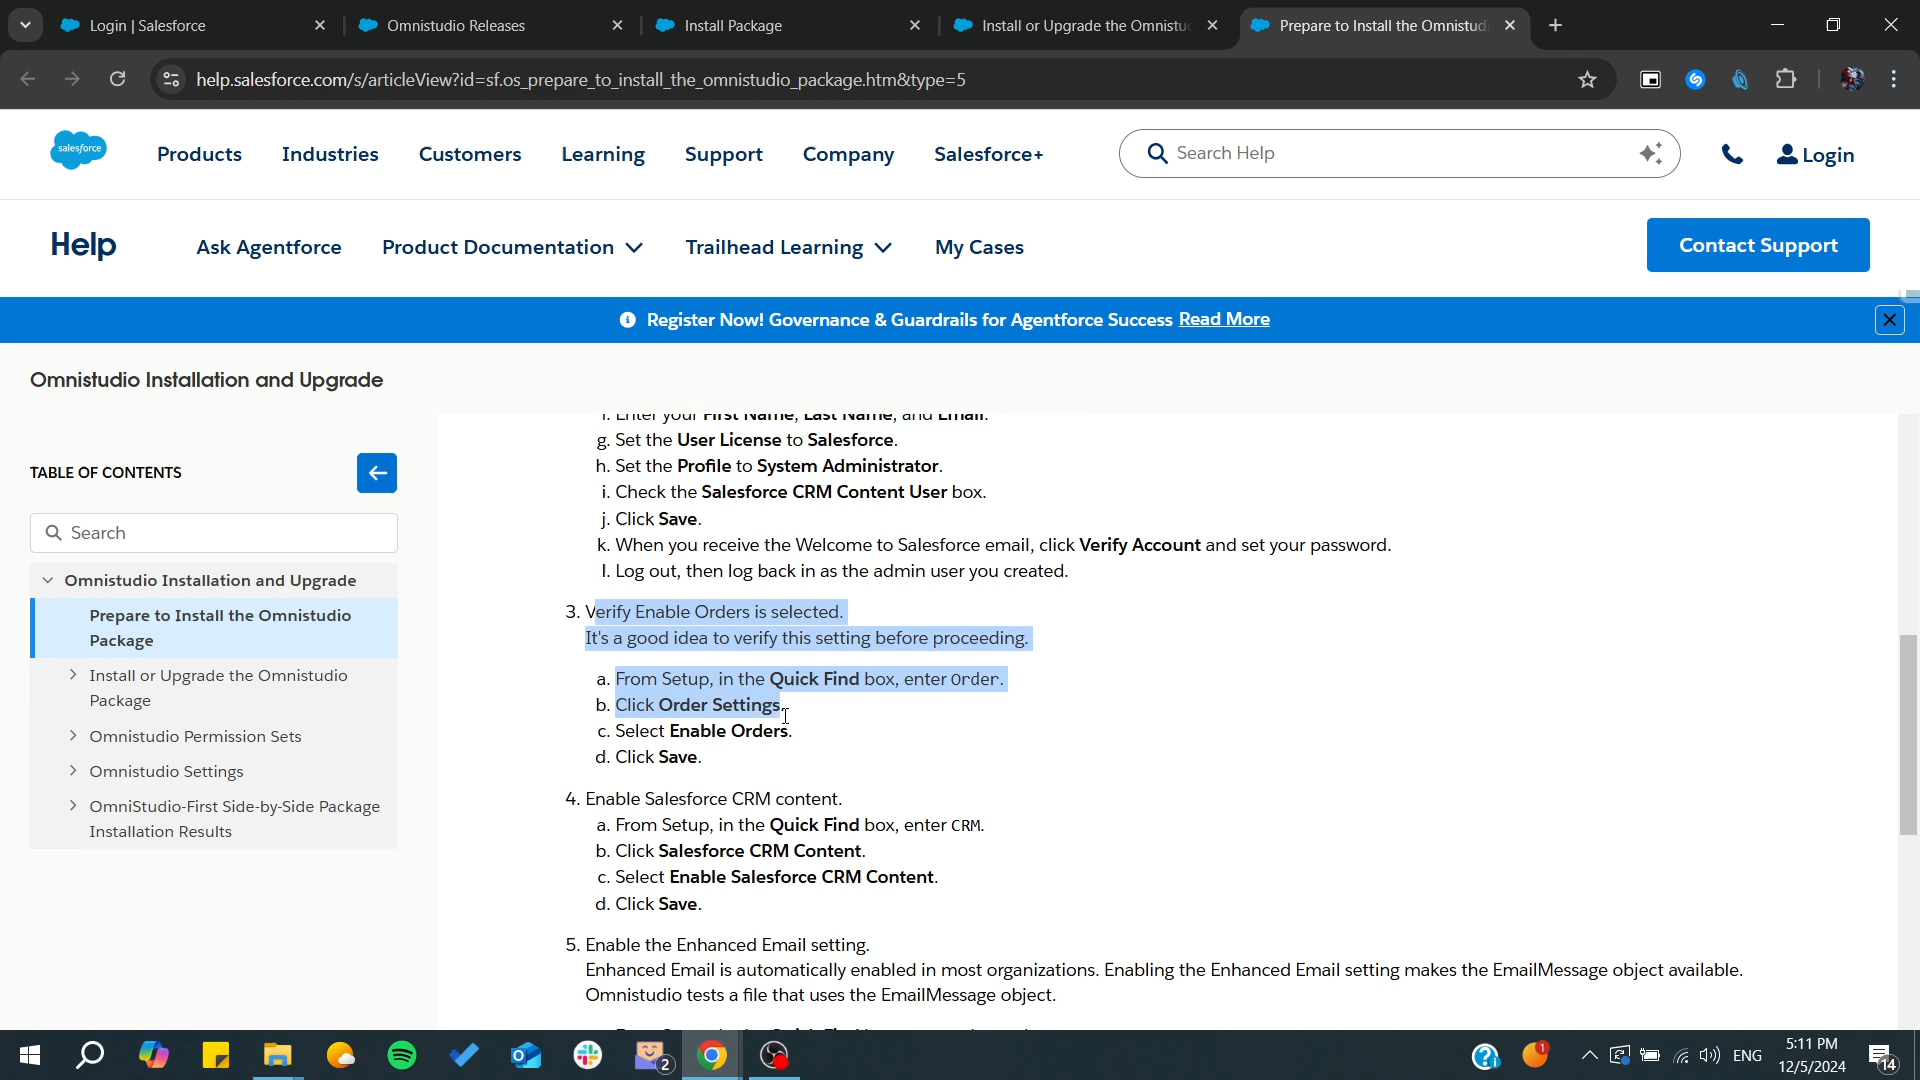 Login | Salesforce
Omnistudio Releases
Install Package
Install or Upgrade the Omnistu
Prepare to Install the Omnistudi
help.salesforce.com/s/articleView?id=sf.os_prepare_to_install_the_omnistudio_package.htm&type=5
salesforce
Products
Industries
Customers
Learning
Support
Company
Salesforce+
Search Help
Login
Help
Ask Agentforce
Product Documentation
Trailhead Learning
My Cases
Contact Support
Register Now! Governance & Guardrails for Agentforce Success Read More
Omnistudio Installation and Upgrade
TABLE OF CONTENTS
Search
Omnistudio Installation and Upgrade
Prepare to Install the Omnistudio
Package
Install or Upgrade the Omnistudio
Package
Omnistudio Permission Sets
Omnistudio Settings
OmniStudio-First Side-by-Side Package
Installation Results
f. Enter your First Name, Last Name, and Email.
g. Set the User License to Salesforce.
h. Set the Profile to System Administrator.
i. Check the Salesforce CRM Content User box.
j. Click Save.
k. When you receive the Welcome to Salesforce email, click Verify Account and set your password.
l. Log out, then log back in as the admin user you created.
3. Verify Enable Orders is selected.
It's a good idea to verify this setting before proceeding.
a. From Setup, in the Quick Find box, enter Order.
b. Click Order Settings.
c. Select Enable Orders.
d. Click Save.
4. Enable Salesforce CRM content.
a. From Setup, in the Quick Find box, enter CRM.
b. Click Salesforce CRM Content.
c. Select Enable Salesforce CRM Content.
d. Click Save.
5. Enable the Enhanced Email setting.
Enhanced Email is automatically enabled in most organizations. Enabling the Enhanced Email setting makes the EmailMessage object available.
Omnistudio tests a file that uses the EmailMessage object.
2
1
ENG
5:11 PM
12/5/2024
14